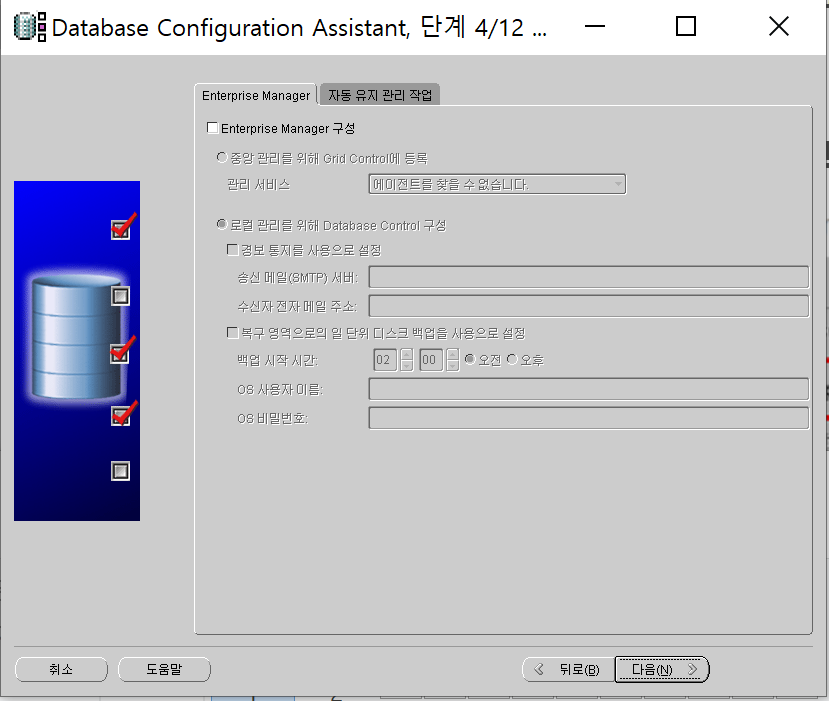 Database Configuration Assistant, 단계 4/12 ...
Enterprise Manager 자동 유지 관리 작업
Enterprise Manager 구성
중앙 관리를 위해 Grid Control에 등록
관리 서비스 에이전트를 찾을 수 없습니다.
로컬 관리를 위해 Database Control 구성
경보 통지를 사용으로 설정
송신 메일(SMTP) 서버:
수신자 전자 메일 주소:
복구 영역으로의 일 단위 디스크 백업을 사용으로 설정
백업 시작 시간: 02 00 오전 오후
OS 사용자 이름:
OS 비밀번호:
취소 도움말 뒤로(B) 다음(N)